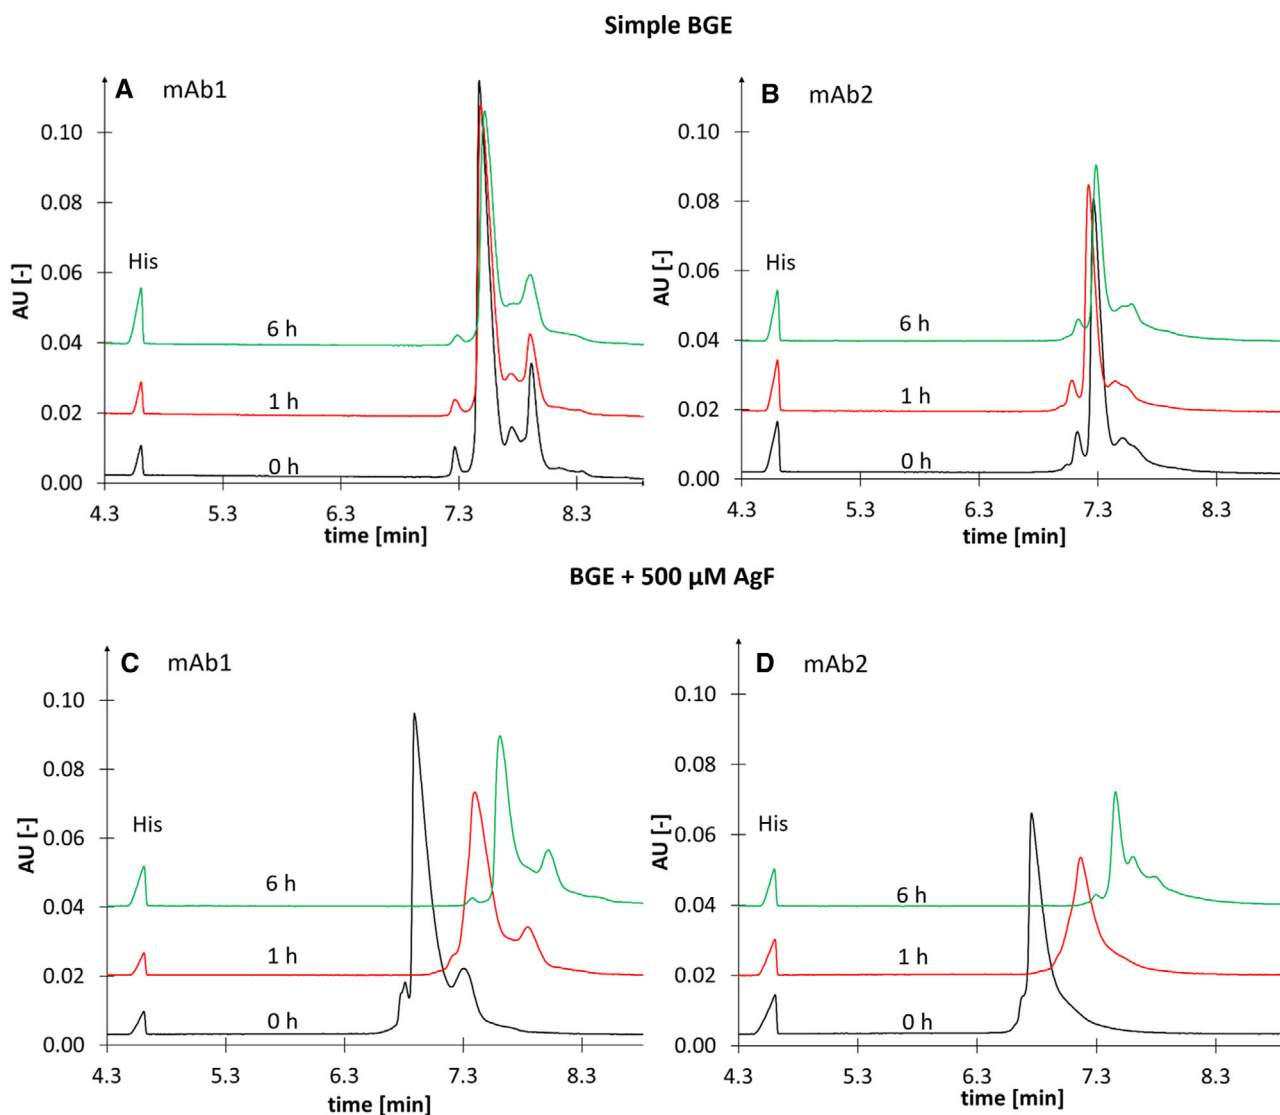 Simple BGE
A mAb1
0.10
0.08
0.06
0.04
0.02
0.00
AU [-]
His
6 h
1 h
0 h
4.3 5.3 6.3 7.3 8.3
time [min]
B mAb2
0.10
0.08
0.06
0.04
0.02
0.00
AU [-]
His
6 h
1 h
0 h
4.3 5.3 6.3 7.3 8.3
time [min]
BGE + 500 µM AgF
C mAb1
0.10
0.08
0.06
0.04
0.02
0.00
AU [-]
His
6 h
1 h
0 h
4.3 5.3 6.3 7.3 8.3
time [min]
D mAb2
0.10
0.08
0.06
0.04
0.02
0.00
AU [-]
His
6 h
1 h
0 h
4.3 5.3 6.3 7.3 8.3
time [min]